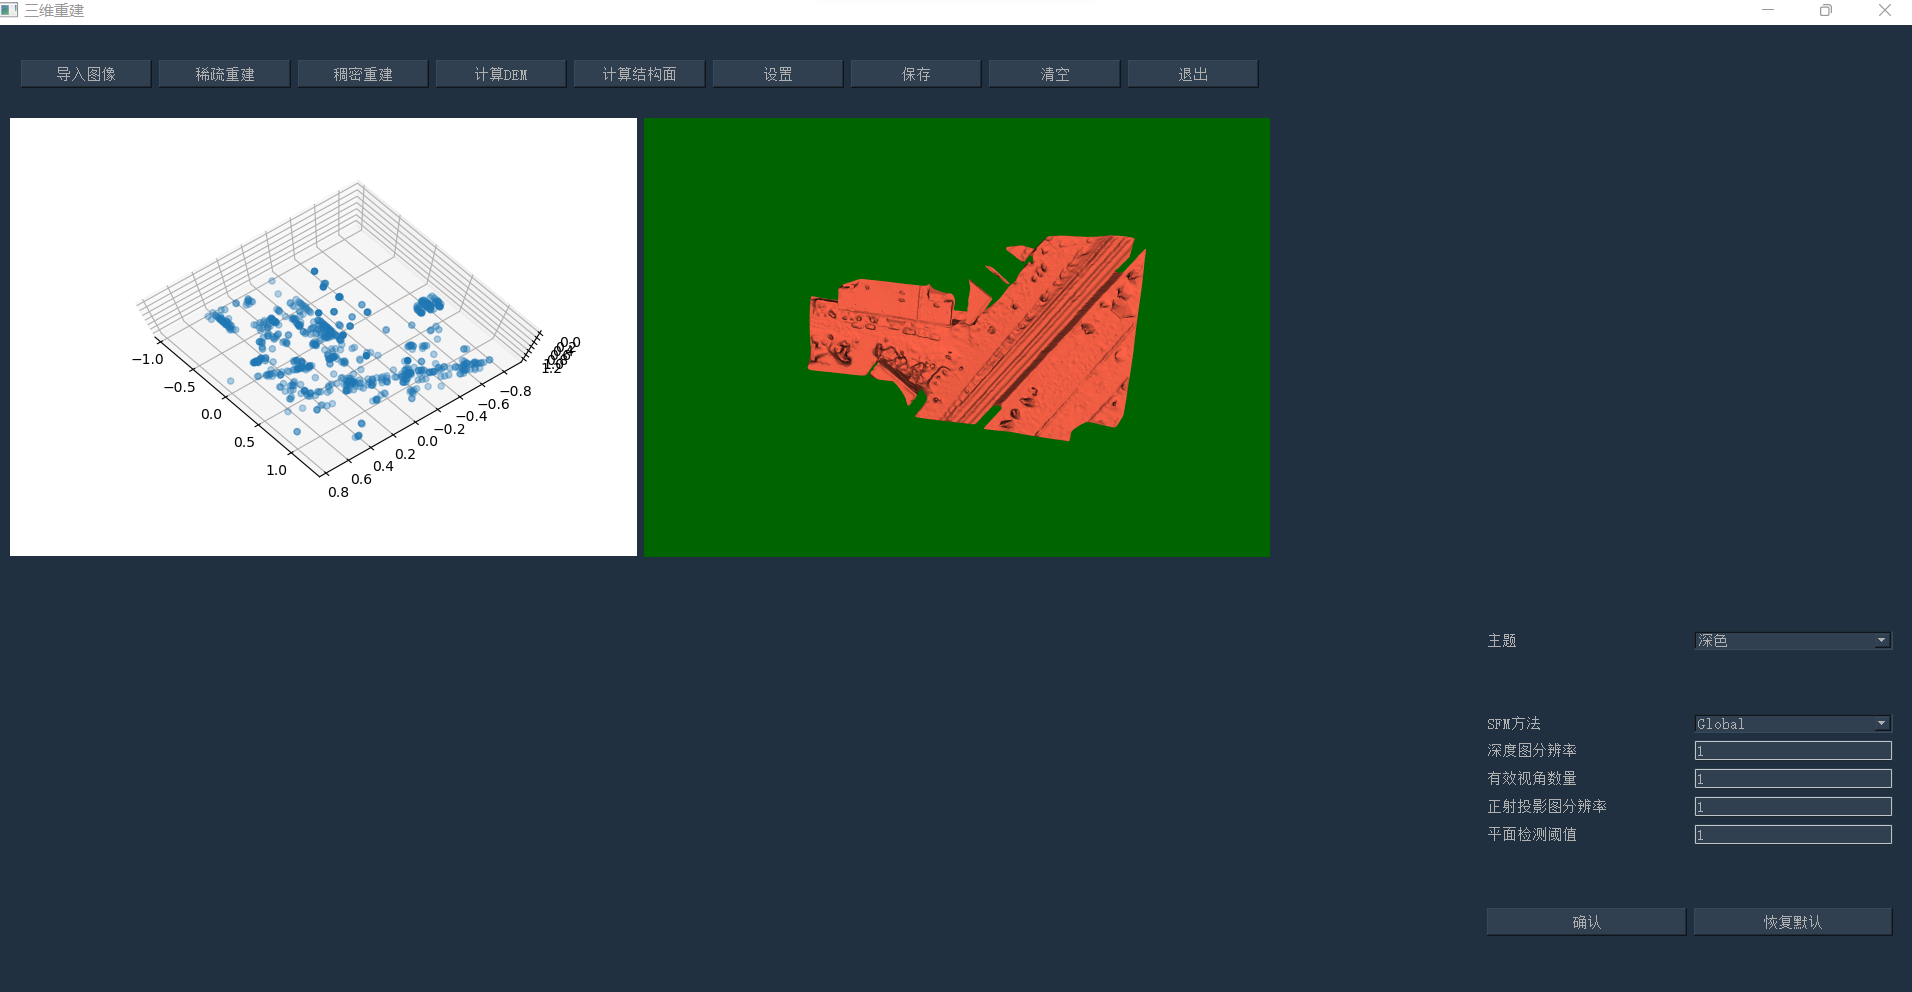 三维重建
导入图像 稀疏重建 稠密重建 计算DEM 计算结构面 设置 保存 清空 退出
−1.0
−0.5
0.0
0.5
1.0
0.8
0.6
0.4
0.2
0.0
−0.2
−0.4
−0.6
−0.8
1.2
0.0
主题 深色
SFM方法 Global
深度图分辨率 1
有效视角数量 1
正射投影图分辨率 1
平面检测阈值 1
确认 恢复默认